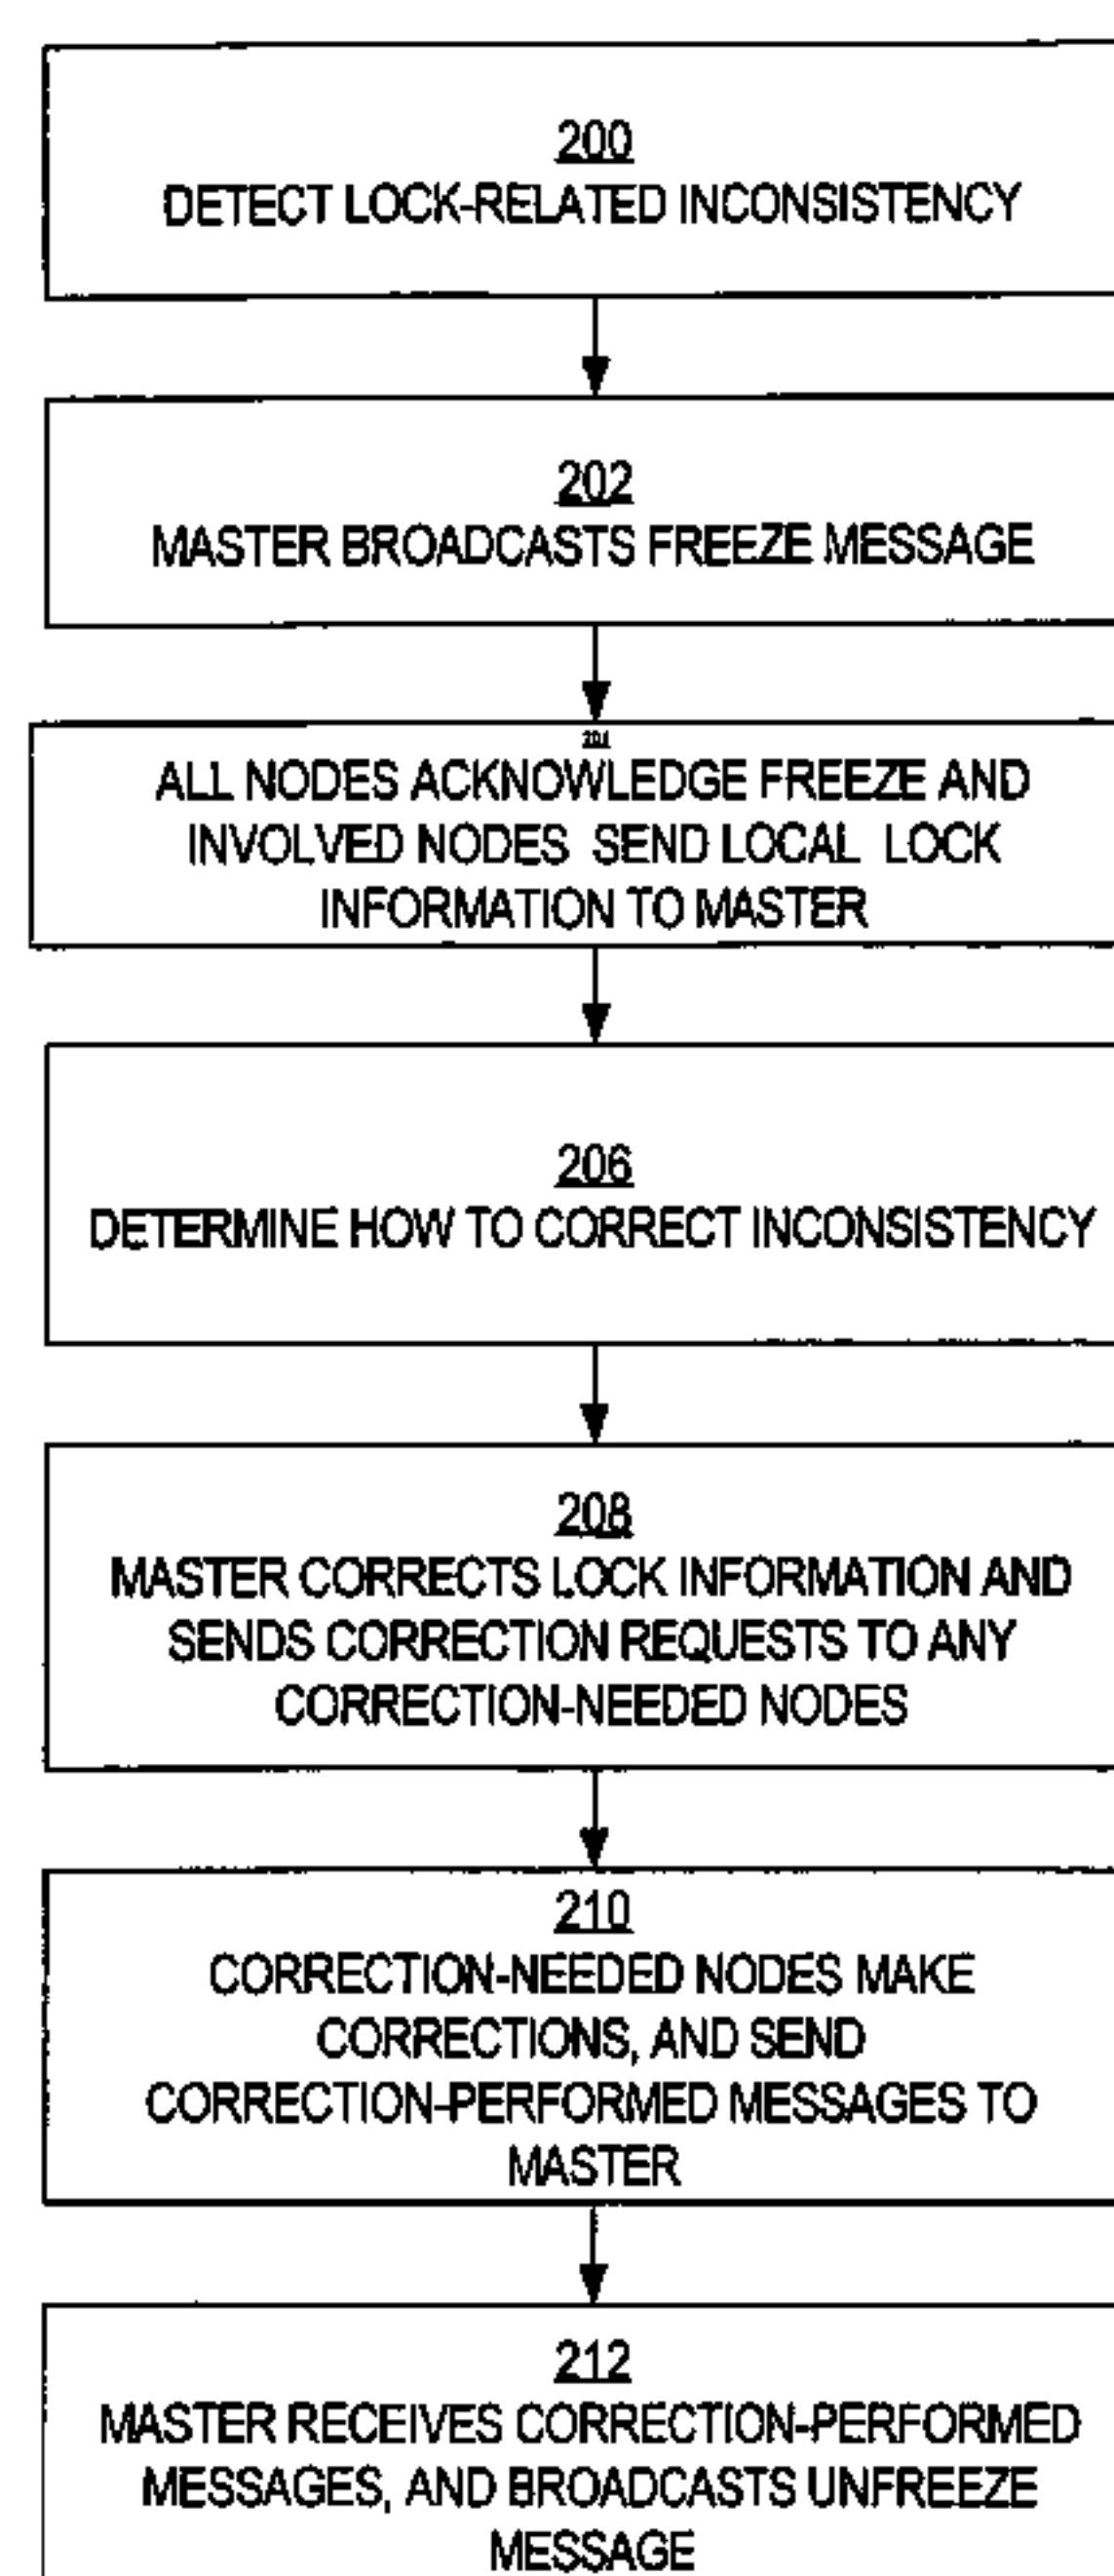 200
DETECT LOCK-RELATED INCONSISTENCY
202
MASTER BROADCASTS FREEZE MESSAGE
204
ALL NODES ACKNOWLEDGE FREEZE AND
INVOLVED NODES SEND LOCAL LOCK
INFORMATION TO MASTER
206
DETERMINE HOW TO CORRECT INCONSISTENCY
208
MASTER CORRECTS LOCK INFORMATION AND
SENDS CORRECTION REQUESTS TO ANY
CORRECTION-NEEDED NODES
210
CORRECTION-NEEDED NODES MAKE
CORRECTIONS, AND SEND
CORRECTION-PERFORMED MESSAGES TO
MASTER
212
MASTER RECEIVES CORRECTION-PERFORMED
MESSAGES, AND BROADCASTS UNFREEZE
MESSAGE